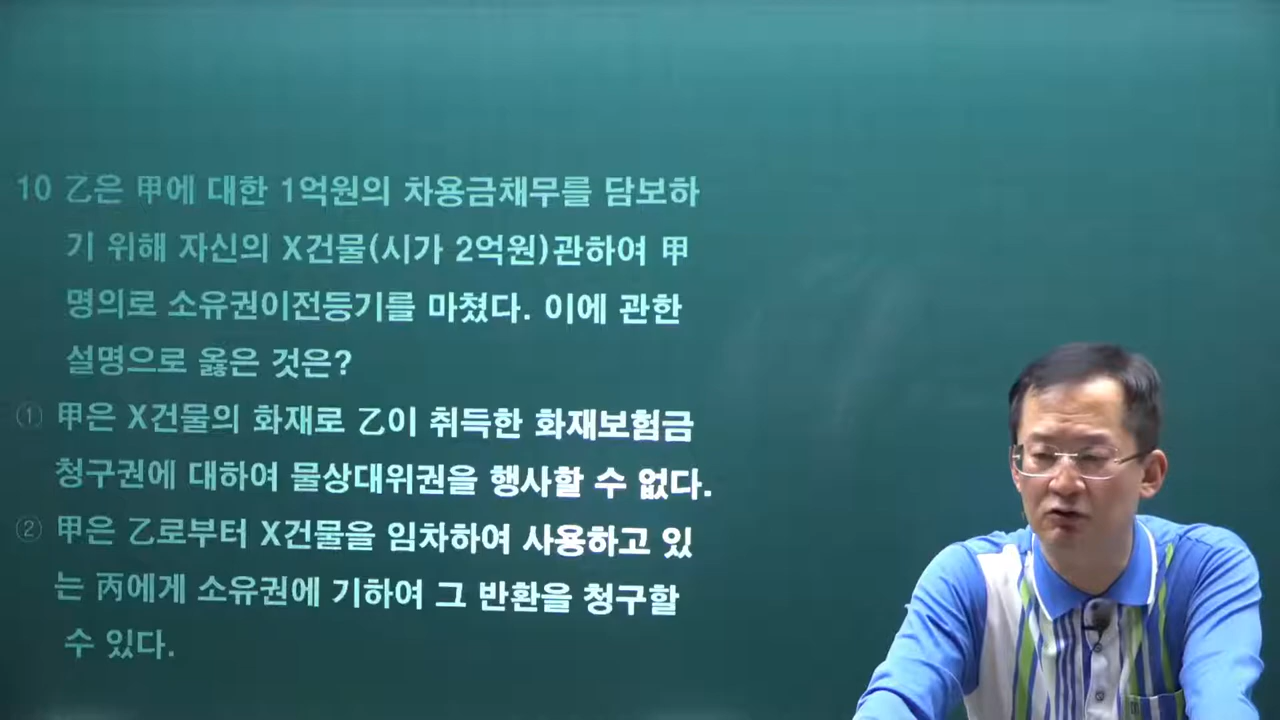 10 乙은 甲에 대한 1억원의 차용금채무를 담보하
기 위해 자신의 X건물(시가 2억원)관하여 甲
명의로 소유권이전등기를 마쳤다. 이에 관한
설명으로 옳은 것은?
① 甲은 X건물의 화재로 乙이 취득한 화재보험금
청구권에 대하여 물상대위권을 행사할 수 없다.
② 甲은 乙로부터 X건물을 임차하여 사용하고 있
는 丙에게 소유권에 기하여 그 반환을 청구할
수 있다.